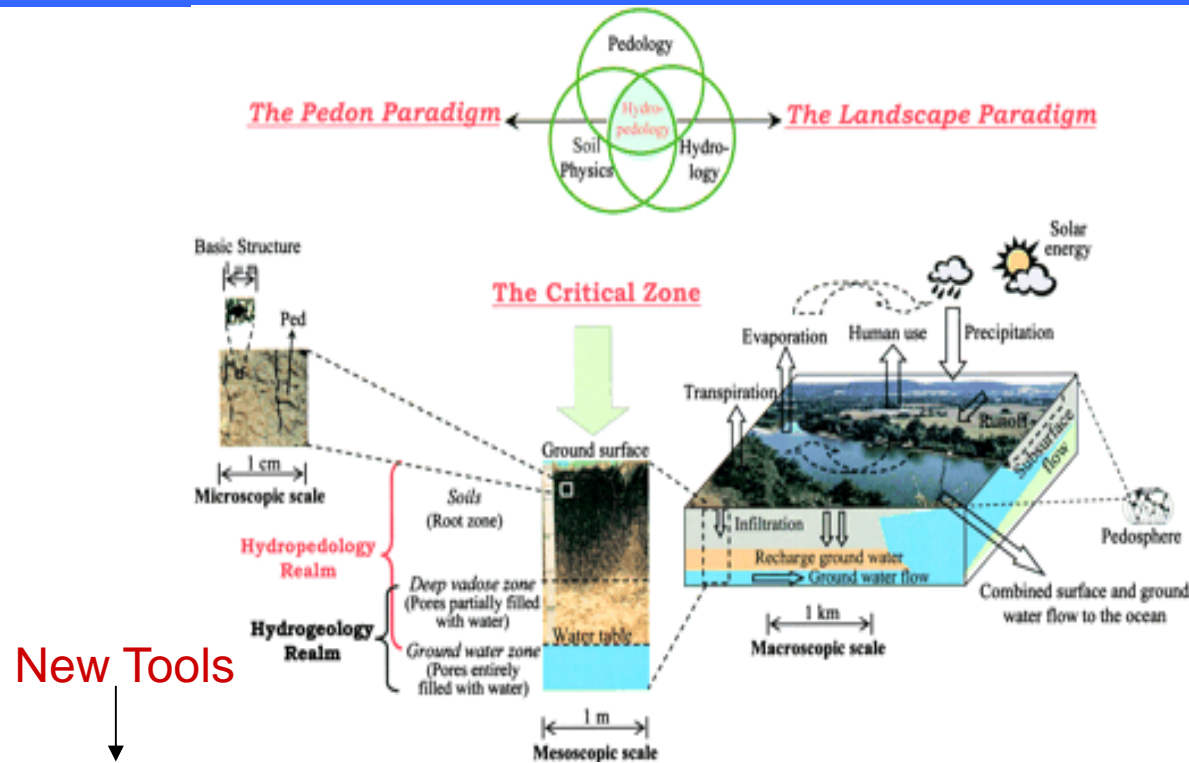 Pedology
The Pedon Paradigm
Hydro-
pedology
The Landscape Paradigm
Soil
Physics
Hydro-
logy
Basic Structure
Ped
1 cm
Microscopic scale
The Critical Zone
Solar
energy
Evaporation
Human use
Precipitation
Transpiration
Runoff
Subsurface
flow
Ground surface
Soils
(Root zone)
Infiltration
Pedosphere
Hydropedology
Realm
Recharge ground water
Ground water flow
Deep vadose zone
(Pores partially filled
with water)
Combined surface and ground
water flow to the ocean
1 km
Macroscopic scale
Hydrogeology
Realm
Water table
Ground water zone
(Pores entirely
filled with water)
New Tools
1 m
Mesoscopic scale